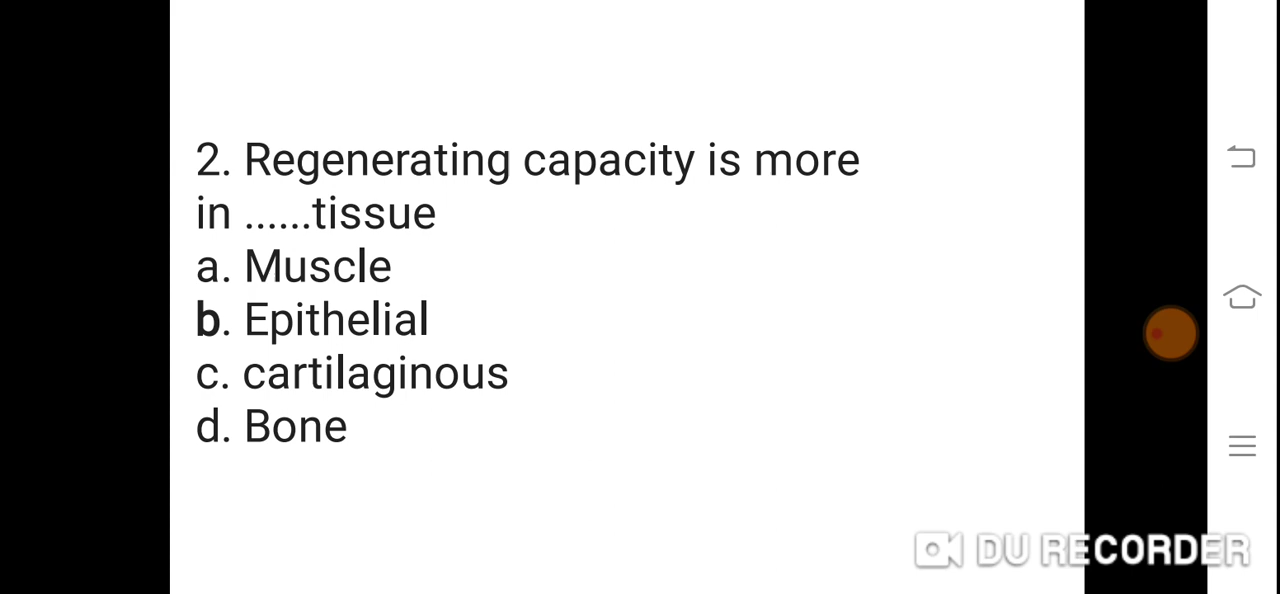 2. Regenerating capacity is more
in ......tissue
a. Muscle
b. Epithelial
c. cartilaginous
d. Bone
DU RECORDER